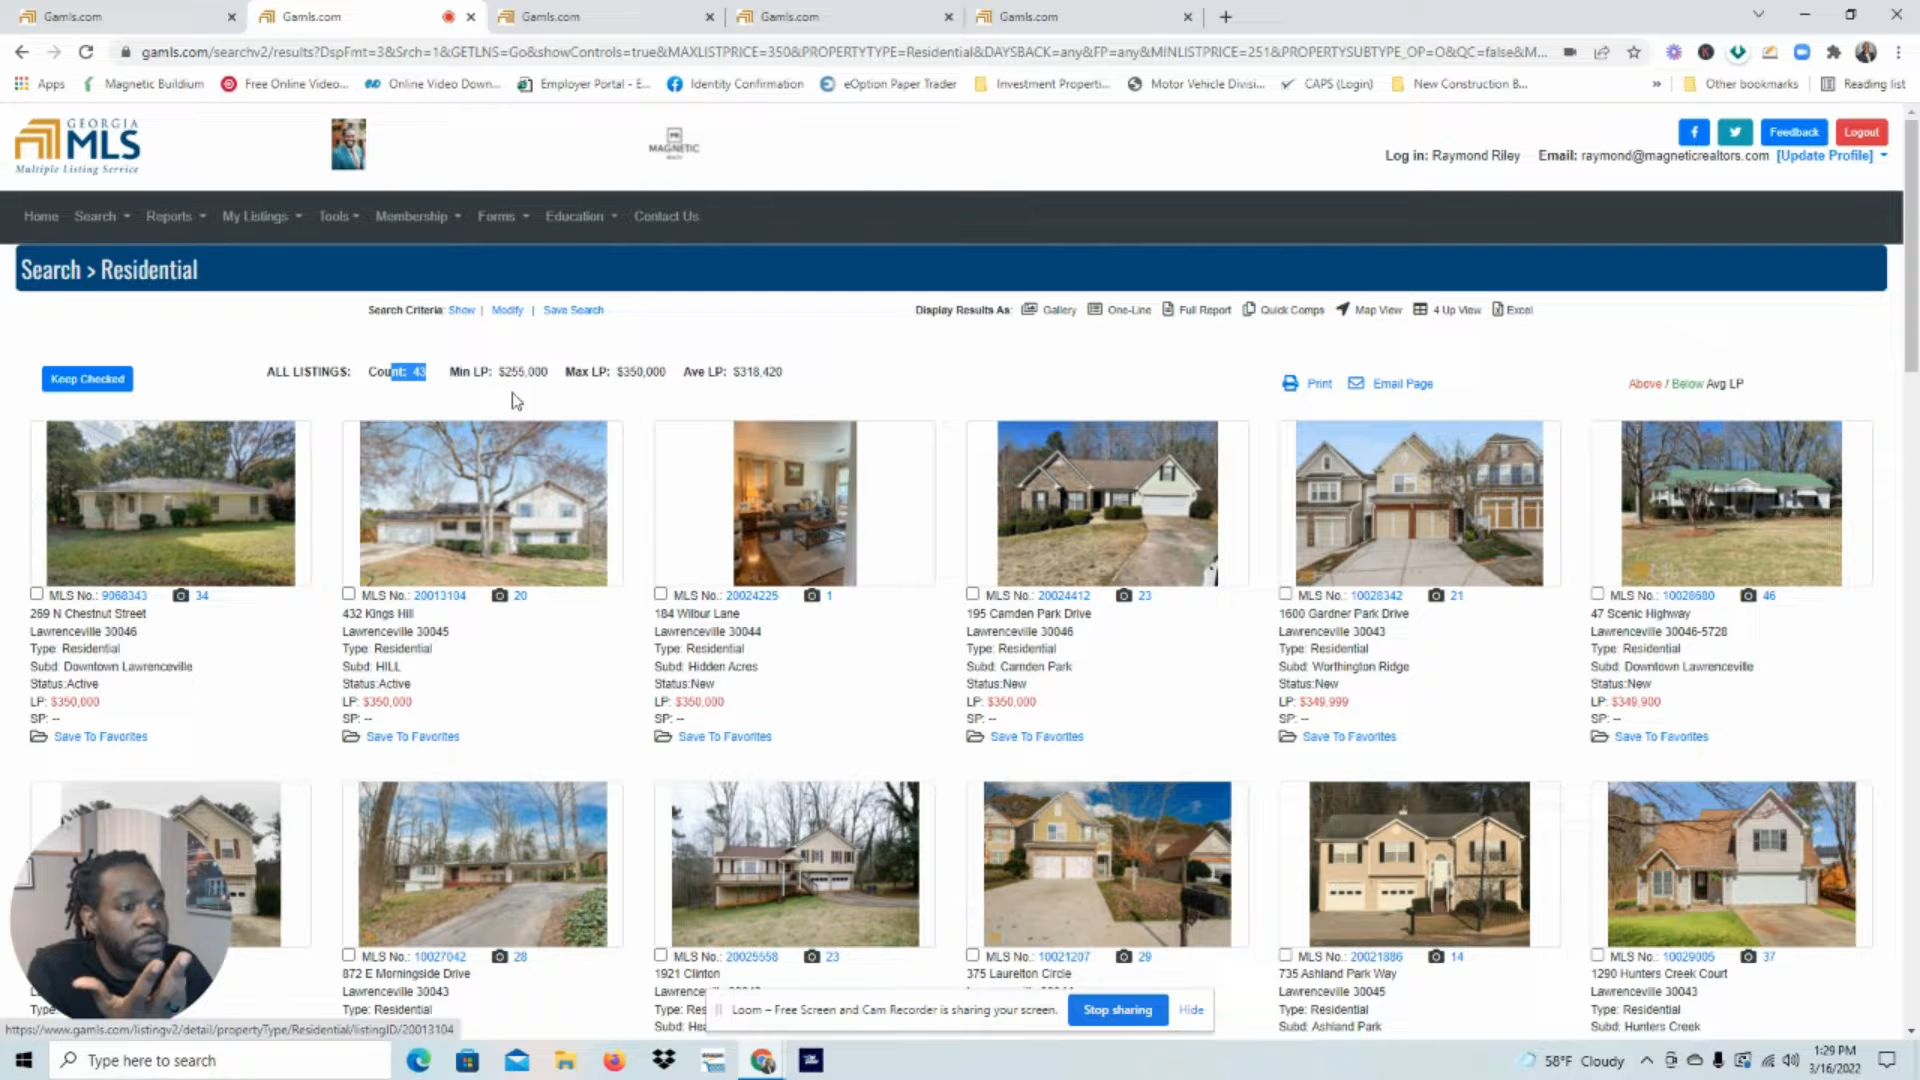 Gamls.com
Gamls.com
Gamls.com
Gamls.com
Gamls.com
gamls.com/searchv2/results?DspFmt=3&Srch=1&GETLNS=Go&showControls=true&MAXLISTPRICE=350&PROPERTYTYPE=Residential&DAYSBACK=any&FP=any&MINLISTPRICE=251&PROPERTYSUBTYPE_OP=O&QC=false&M...
Apps Magnetic Buildium Free Online Video... Online Video Down... Employer Portal - E... Identity Confirmation eOption Paper Trader Investment Properti... Motor Vehicle Divisi... CAPS (Login) New Construction B... » Other bookmarks Reading list
GEORGIA
MLS
Multiple Listing Service
MAGNETIC
Feedback Logout
Log in: Raymond Riley Email: raymond@magneticrealtors.com [Update Profile]
Home Search Reports My Listings Tools Membership Forms Education Contact Us
Search > Residential
Search Criteria: Show | Modify | Save Search
Display Results As: Gallery One-Line Full Report Quick Comps Map View 4 Up View Excel
Keep Checked
ALL LISTINGS: Count: 43 Min LP: $255,000 Max LP: $350,000 Ave LP: $318,420
Print Email Page
Above / Below Avg LP
MLS No.: 9068343 34
269 N Chestnut Street
Lawrenceville 30046
Type: Residential
Subd: Downtown Lawrenceville
Status:Active
LP: $350,000
SP: --
Save To Favorites
MLS No.: 20013104 20
432 Kings Hill
Lawrenceville 30045
Type: Residential
Subd: HILL
Status:Active
LP: $350,000
SP: --
Save To Favorites
MLS No.: 20024225 1
184 Wilbur Lane
Lawrenceville 30044
Type: Residential
Subd: Hidden Acres
Status:New
LP: $350,000
SP: --
Save To Favorites
MLS No.: 20024412 23
195 Camden Park Drive
Lawrenceville 30046
Type: Residential
Subd: Camden Park
Status:New
LP: $350,000
SP: --
Save To Favorites
MLS No.: 10028342 21
1600 Gardner Park Drive
Lawrenceville 30043
Type: Residential
Subd: Worthington Ridge
Status:New
LP: $349,999
SP: --
Save To Favorites
MLS No.: 10028680 46
47 Scenic Highway
Lawrenceville 30046-5728
Type: Residential
Subd: Downtown Lawrenceville
Status:New
LP: $349,900
SP: --
Save To Favorites
MLS No.: 10027042 28
872 E Morningside Drive
Lawrenceville 30043
Type: Residential
MLS No.: 20025558 23
1921 Clinton
MLS No.: 10021207 29
375 Laurelton Circle
MLS No.: 20021886 14
735 Ashland Park Way
Lawrenceville 30045
Type: Residential
Subd: Ashland Park
MLS No.: 10029005 37
1290 Hunters Creek Court
Lawrenceville 30043
Type: Residential
Subd: Hunters Creek
Loom – Free Screen and Cam Recorder is sharing your screen. Stop sharing Hide
https://www.gamls.com/listingv2/detail/propertyType/Residential/listingID/20013104
Type here to search
58°F Cloudy
1:29 PM
3/16/2022